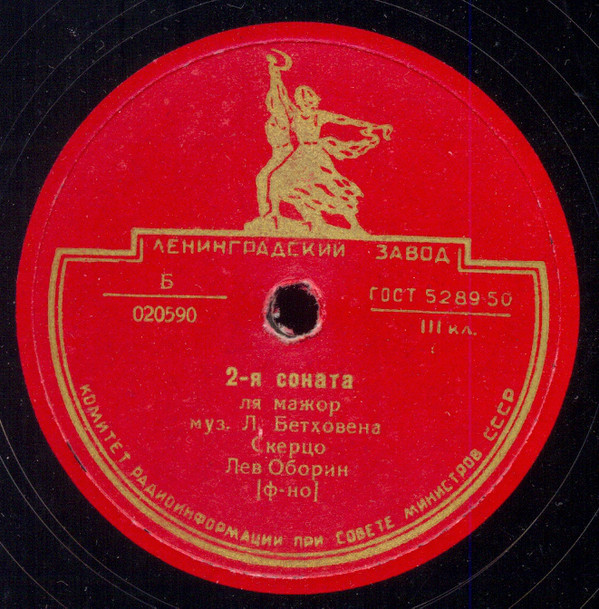 ЛЕНИНГРАДСКИЙ ЗАВОД
Б
020590
ГОСТ 5289-50
III кл.
2-я соната
ля мажор
муз. Л. Бетховена
Скерцо
Лев Оборин
[ф-но]
КОМИТЕТ РАДИОИНФОРМАЦИИ ПРИ СОВЕТЕ МИНИСТРОВ СССР